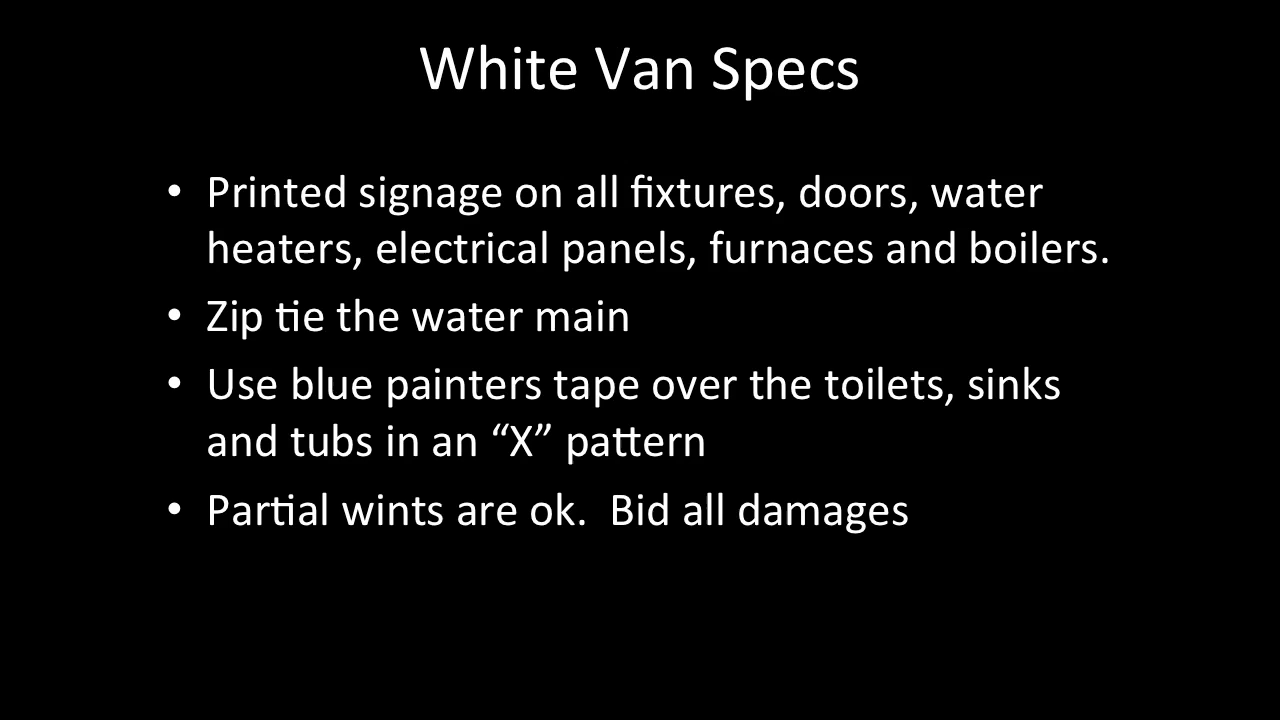 White Van Specs
• Printed signage on all fixtures, doors, water
heaters, electrical panels, furnaces and boilers.
• Zip tie the water main
• Use blue painters tape over the toilets, sinks
and tubs in an “X” pattern
• Partial wints are ok.  Bid all damages